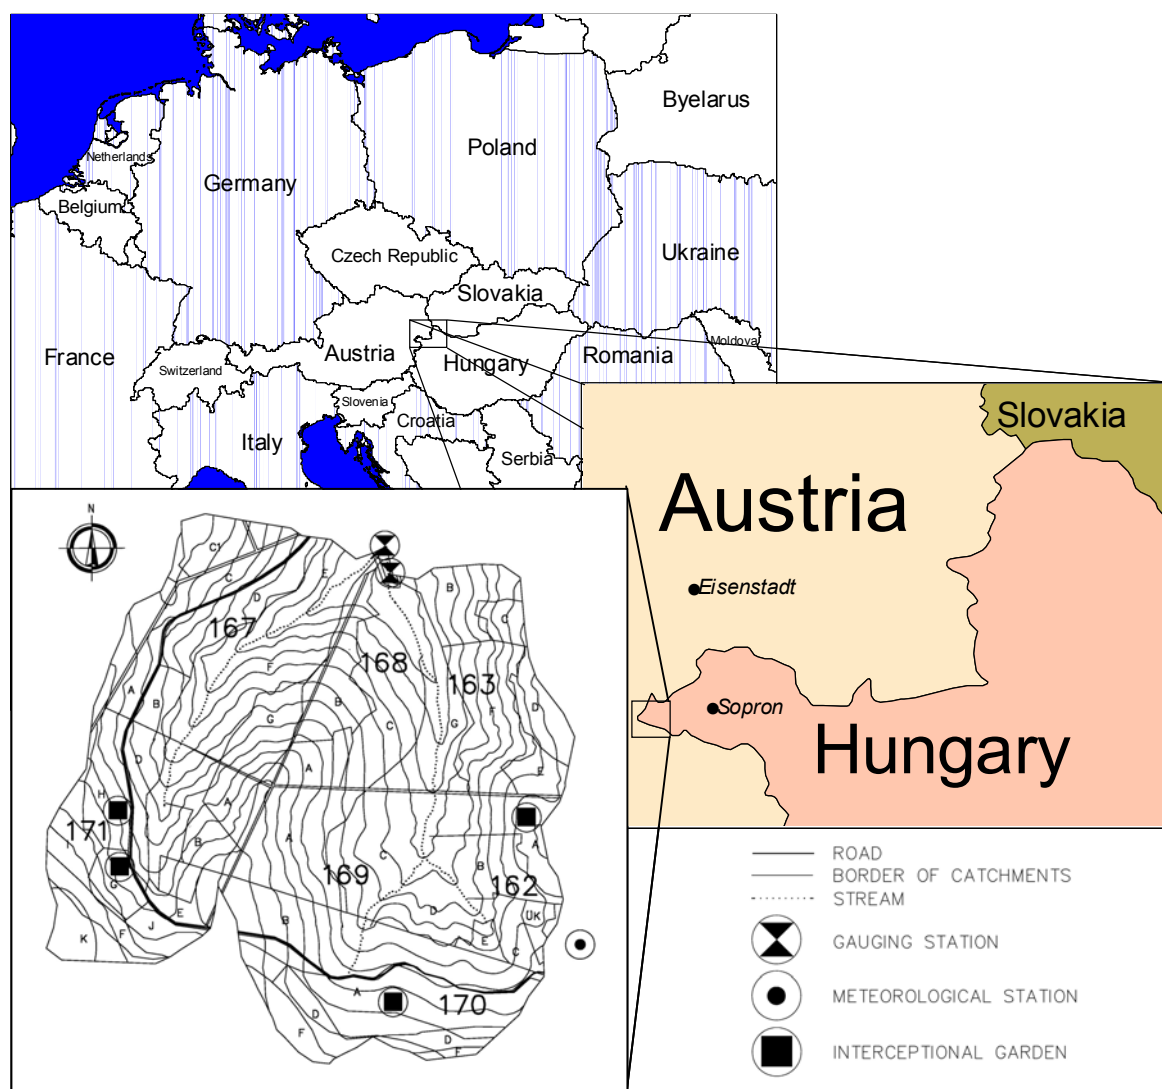 Byelarus
Poland
Netherlands
Germany
Belgium
Ukraine
Czech Republic
Slovakia
Moldova
France
Austria
Hungary
Romania
Switzerland
Slovenia
Croatia
Italy
Serbia
Slovakia
Austria
Eisenstadt
Sopron
Hungary
N
C1
C
E
B
D
C
167
168
163
F
A
B
B
G
C
G
F
D
D
A
E
H
A
A
171
B
C
B
A
G
169
162
E
B
D
UK
J
F
K
E
C
A
170
D
F
D
F
ROAD
BORDER OF CATCHMENTS
STREAM
GAUGING STATION
METEOROLOGICAL STATION
INTERCEPTIONAL GARDEN